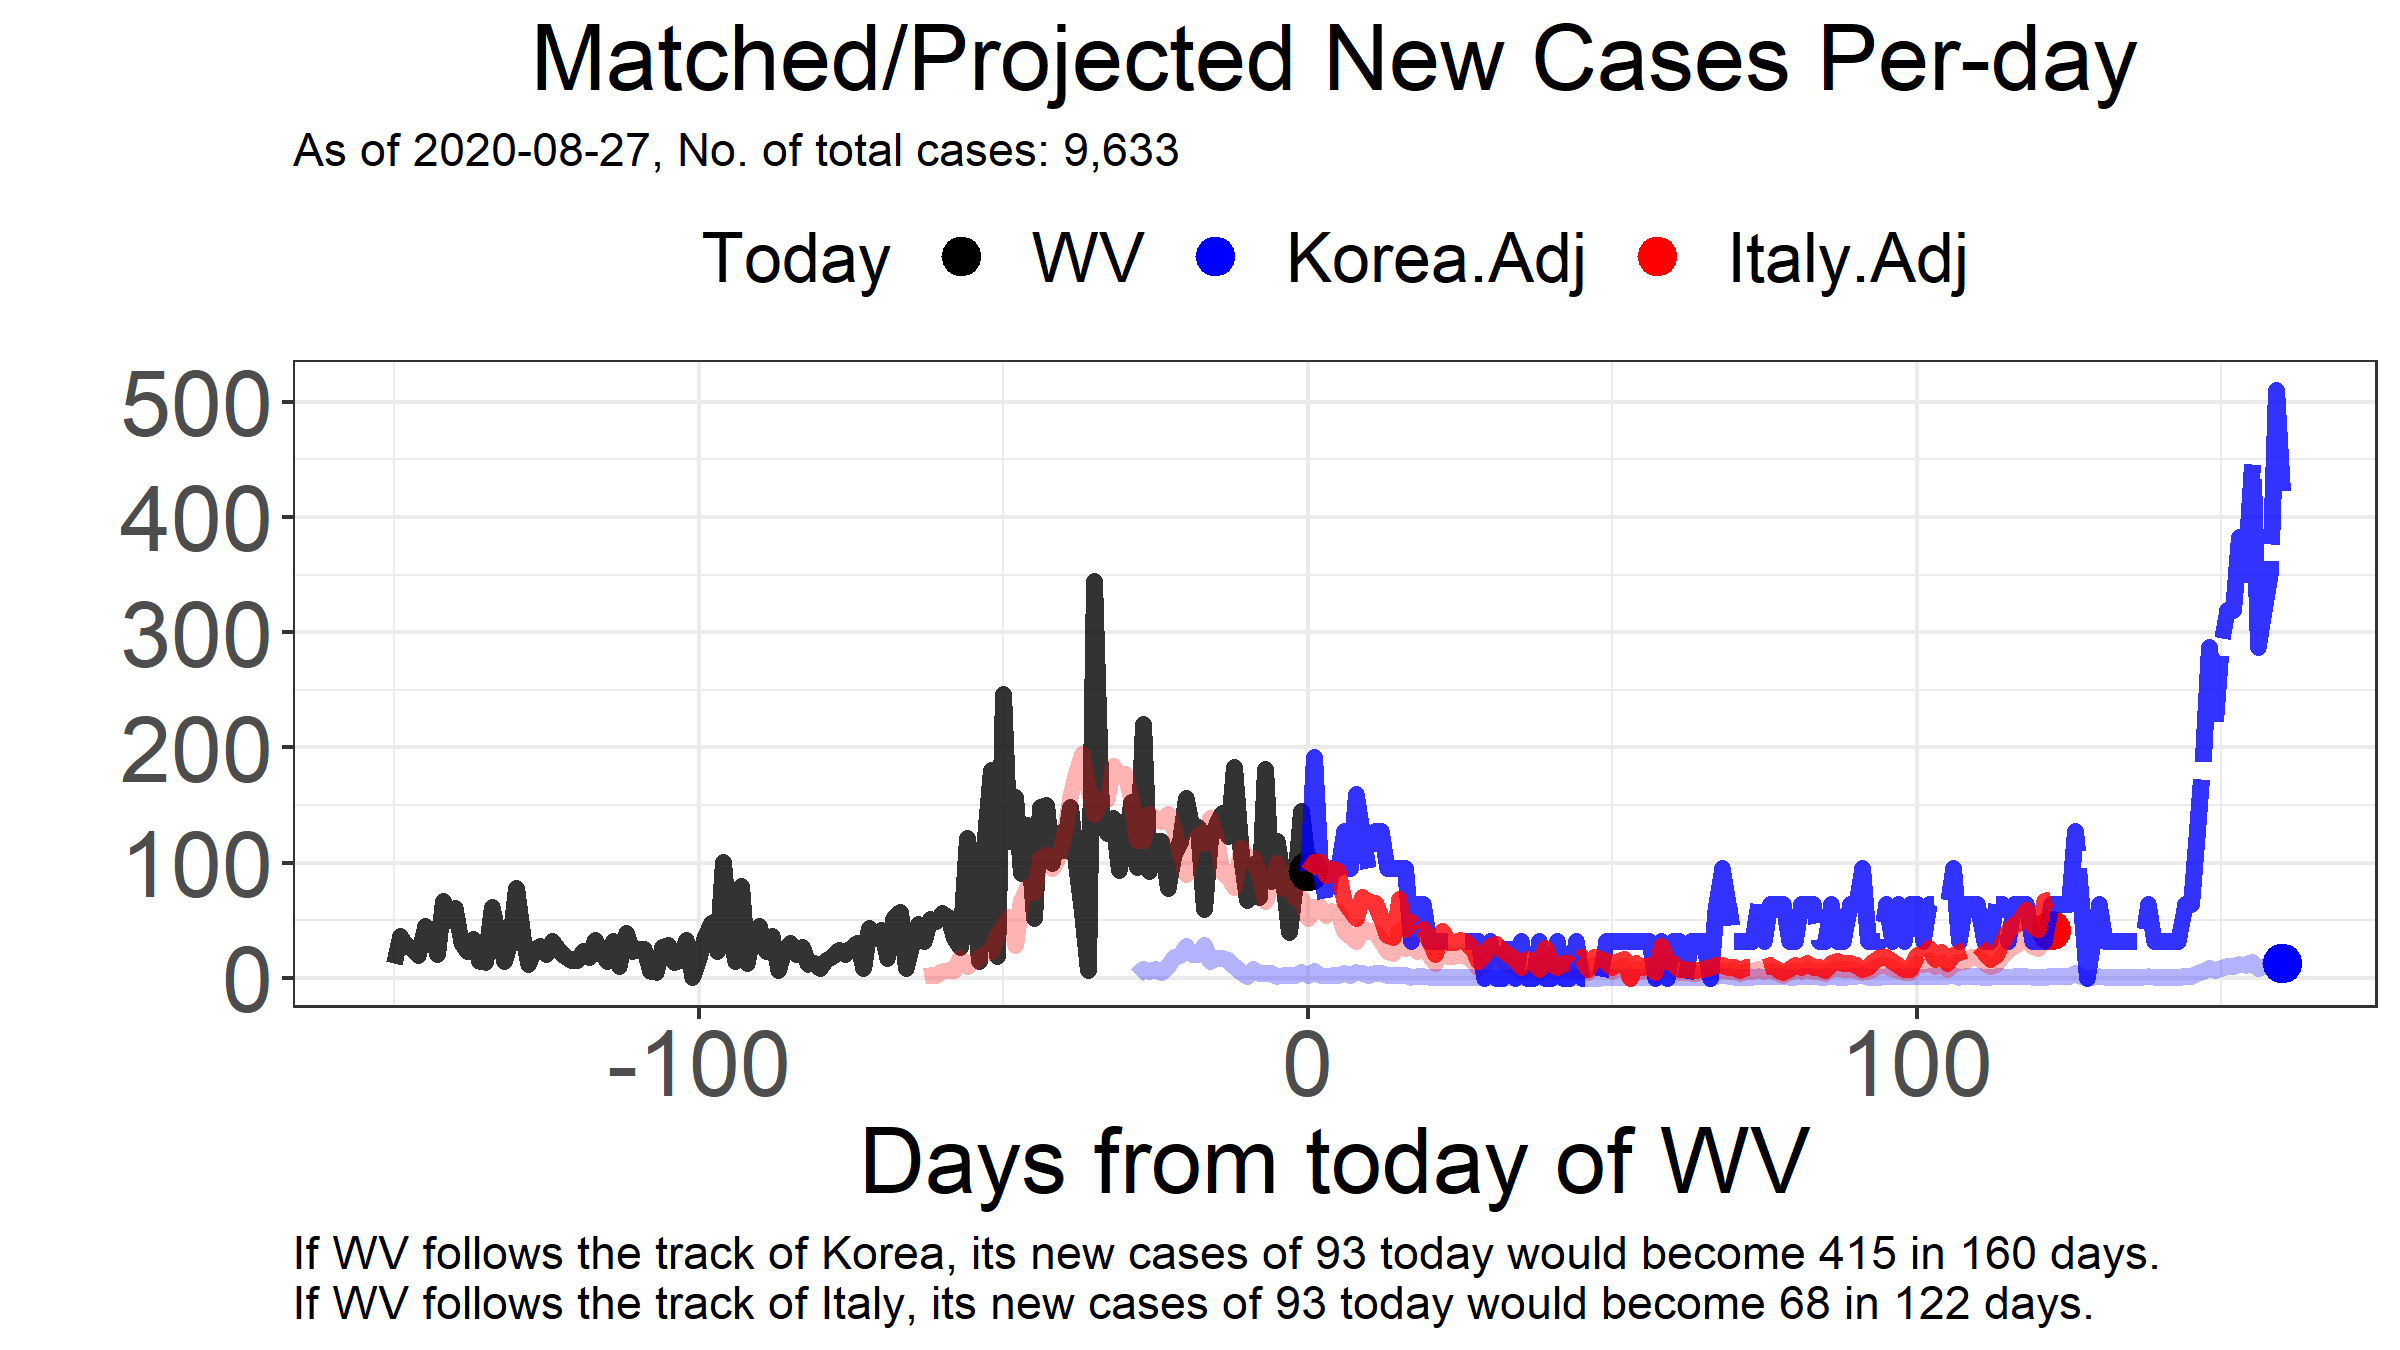 Matched/Projected New Cases Per-day
As of 2020-08-27, No. of total cases: 9,633
Today WV Korea.Adj Italy.Adj
500
400
300
200
100
0
-100 0 100
Days from today of WV
If WV follows the track of Korea, its new cases of 93 today would become 415 in 160 days.
If WV follows the track of Italy, its new cases of 93 today would become 68 in 122 days.